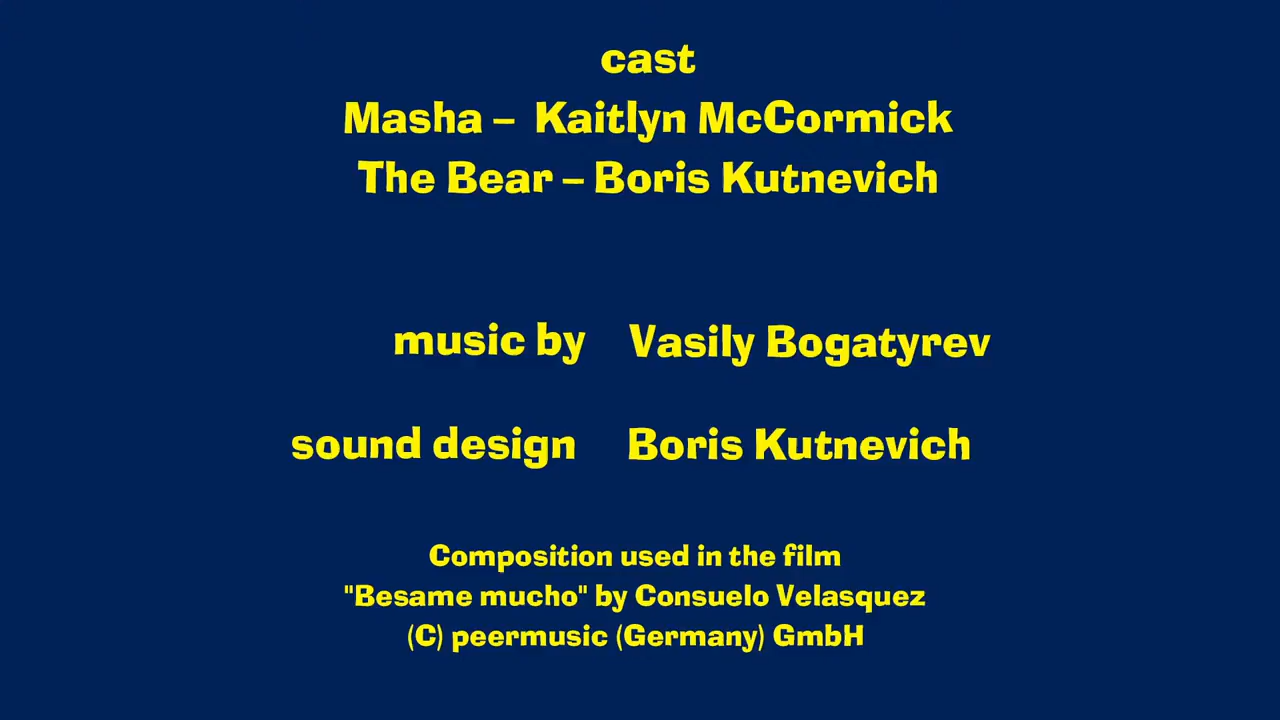 cast
Masha – Kaitlyn McCormick
The Bear – Boris Kutnevich
music by Vasily Bogatyrev
sound design Boris Kutnevich
Composition used in the film
"Besame mucho" by Consuelo Velasquez
(C) peermusic (Germany) GmbH